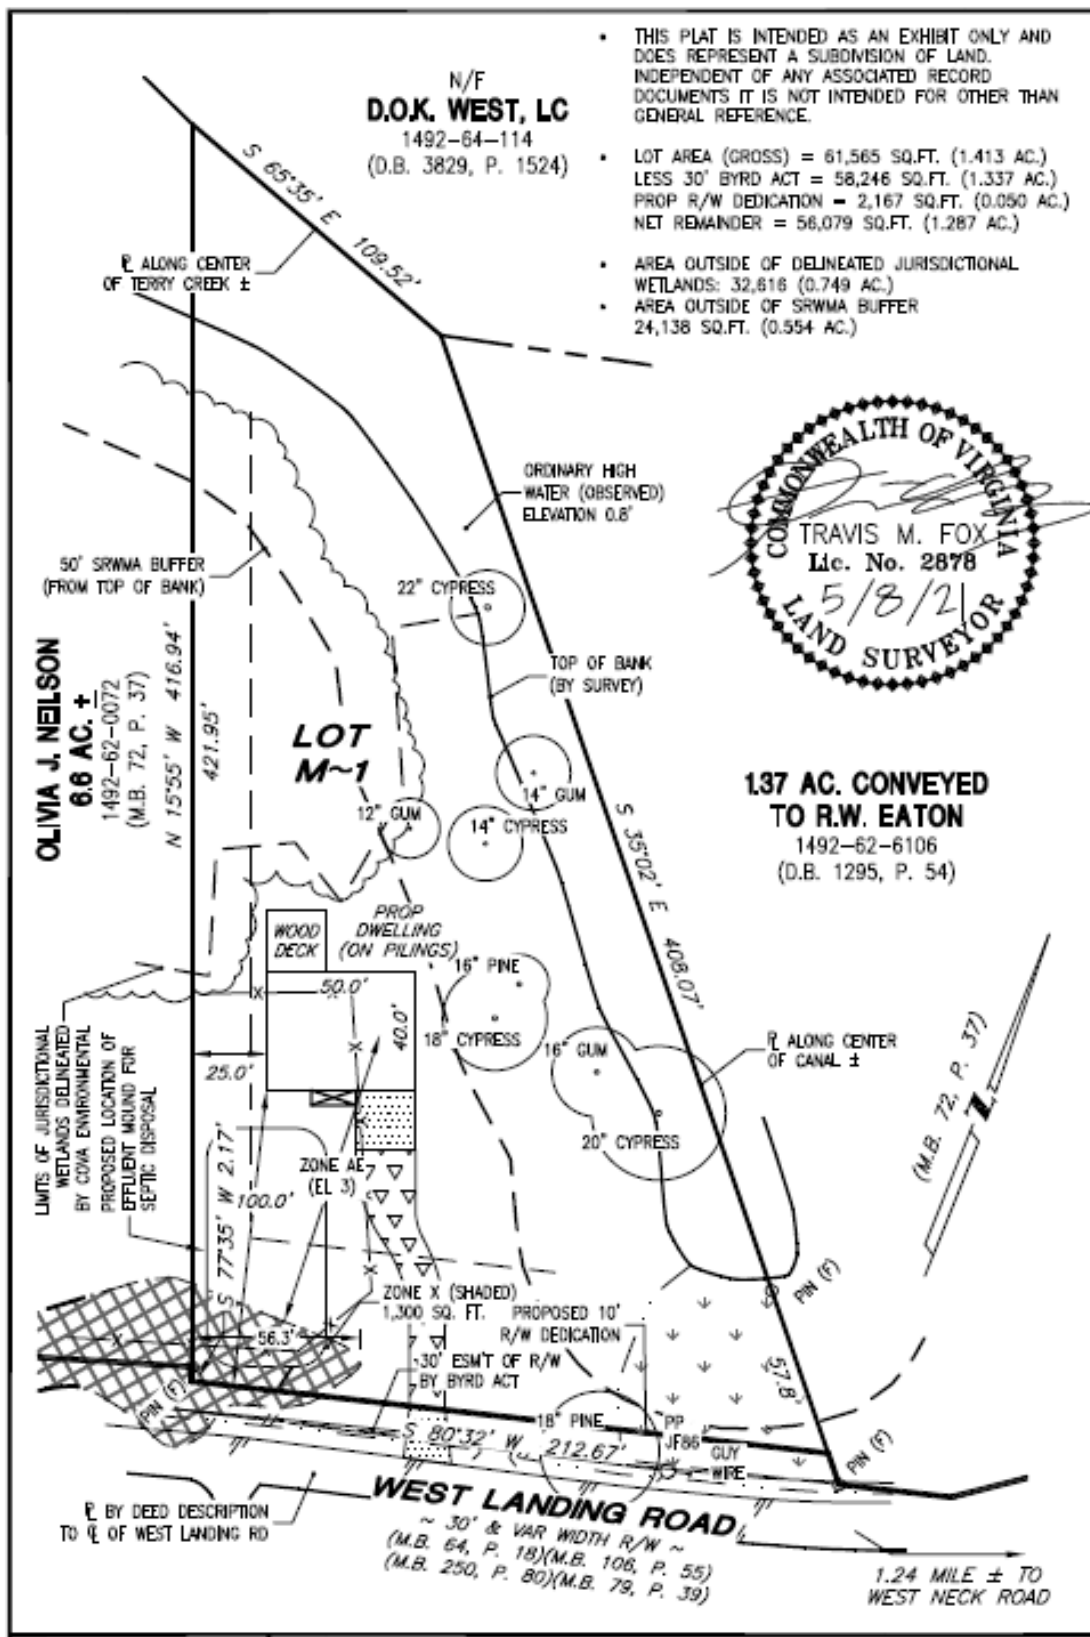 N/F
D.O.K. WEST, LC
1492-64-114
(D.B. 3829, P. 1524)
• THIS PLAT IS INTENDED AS AN EXHIBIT ONLY AND
DOES REPRESENT A SUBDIVISION OF LAND.
INDEPENDENT OF ANY ASSOCIATED RECORD
DOCUMENTS IT IS NOT INTENDED FOR OTHER THAN
GENERAL REFERENCE.
• LOT AREA (GROSS) = 61,565 SQ.FT. (1.413 AC.)
LESS 30' BYRD ACT = 58,246 SQ.FT. (1.337 AC.)
PROP R/W DEDICATION = 2,167 SQ.FT. (0.050 AC.)
NET REMAINDER = 56,079 SQ.FT. (1.287 AC.)
• AREA OUTSIDE OF DELINEATED JURISDICTIONAL
WETLANDS: 32,616 (0.749 AC.)
• AREA OUTSIDE OF SRWMA BUFFER
24,138 SQ.FT. (0.554 AC.)
S 65°35' E 109.52'
℄ ALONG CENTER
OF TERRY CREEK ±
ORDINARY HIGH
WATER (OBSERVED)
ELEVATION 0.8'
COMMONWEALTH OF VIRGINIA
TRAVIS M. FOX
Lic. No. 2878
5/8/21
LAND SURVEYOR
50' SRWMA BUFFER
(FROM TOP OF BANK)
22" CYPRESS
TOP OF BANK
(BY SURVEY)
OLIVIA J. NEILSON
6.6 AC. ±
1492-62-0072
(M.B. 72, P. 37)
N 15°55' W 416.94'
421.95'
LOT
M~1
14" GUM
12" GUM
14" CYPRESS
S 35°02' E 408.07'
1.37 AC. CONVEYED
TO R.W. EATON
1492-62-6106
(D.B. 1295, P. 54)
PROP
DWELLING
(ON PILINGS)
WOOD
DECK
16" PINE
18" CYPRESS
50.0'
40.0'
25.0'
16" GUM
20" CYPRESS
℄ ALONG CENTER
OF CANAL ±
(M.B. 72, P. 37)
LIMITS OF JURISDICTIONAL
WETLANDS DELINEATED
BY COVA ENVIRONMENTAL
PROPOSED LOCATION OF
EFFLUENT MOUND FOR
SEPTIC DISPOSAL
S 77°35' W 2.17'
100.0'
ZONE AE
(EL 3)
ZONE X (SHADED)
1,300 SQ. FT.
PROPOSED 10'
R/W DEDICATION
PIN (F)
56.3'
30' ESM'T OF R/W
BY BYRD ACT
57.8'
PIN (F)
18" PINE
PP
JF86
GUY
WIRE
PIN (F)
S 80°32' W 212.67'
WEST LANDING ROAD
~ 30' & VAR WIDTH R/W ~
(M.B. 64, P. 18)(M.B. 106, P. 55)
(M.B. 250, P. 80)(M.B. 79, P. 39)
℄ BY DEED DESCRIPTION
TO ℄ OF WEST LANDING RD
1.24 MILE ± TO
WEST NECK ROAD